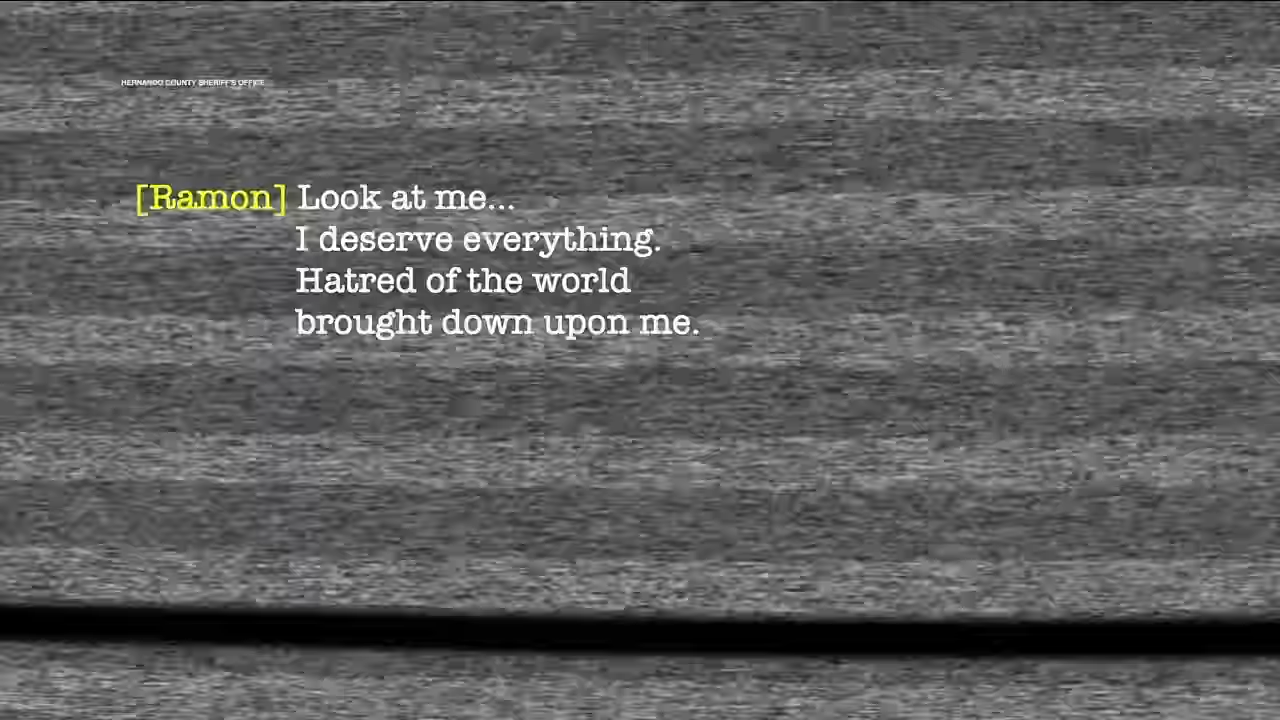 HERNANDO COUNTY SHERIFF'S OFFICE
[Ramon] Look at me...
I deserve everything.
Hatred of the world
brought down upon me.